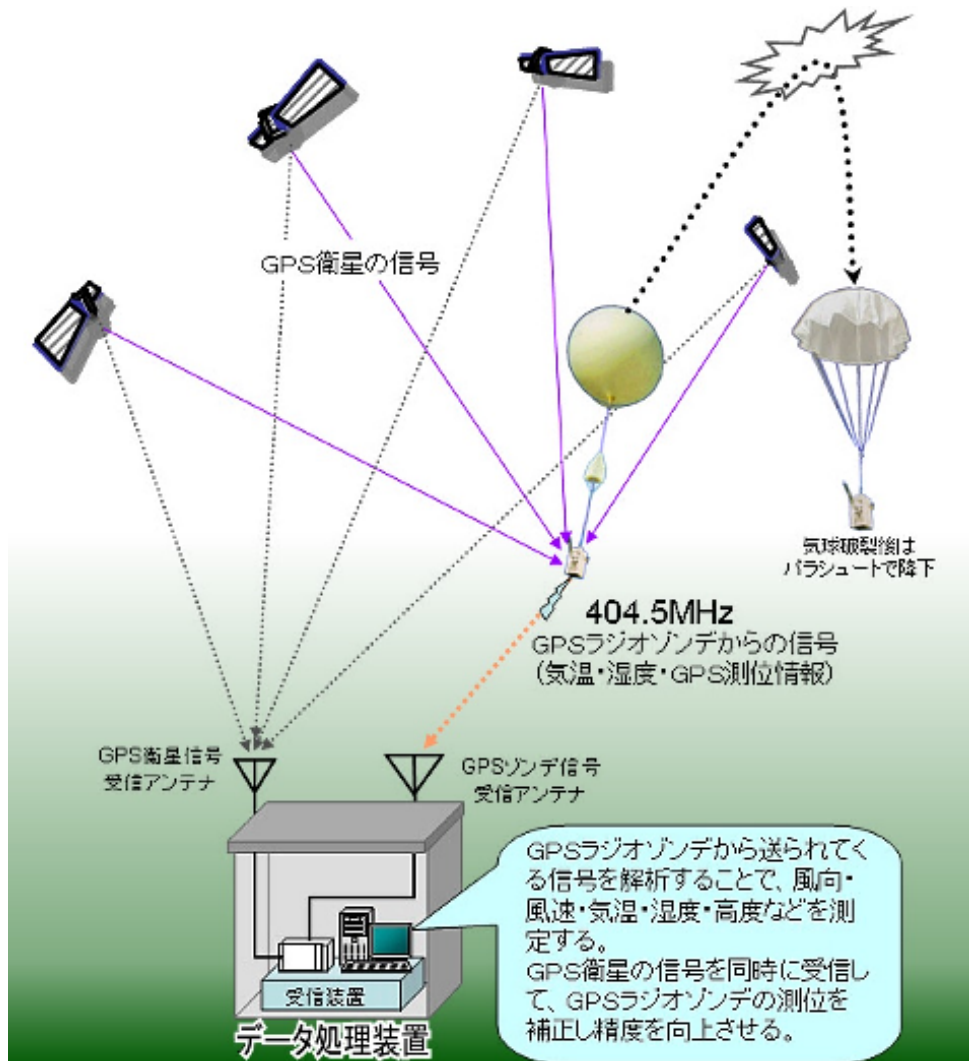 GPS衛星の信号
気球破裂後は
パラシュートで降下
404.5MHz
GPSラジオゾンデからの信号
(気温・湿度・GPS測位情報)
GPS衛星信号
受信アンテナ
GPSゾンデ信号
受信アンテナ
GPSラジオゾンデから送られてく
る信号を解析することで、風向・
風速・気温・湿度・高度などを測
定する。
GPS衛星の信号を同時に受信し
て、GPSラジオゾンデの測位を
補正し精度を向上させる。
受信装置
データ処理装置